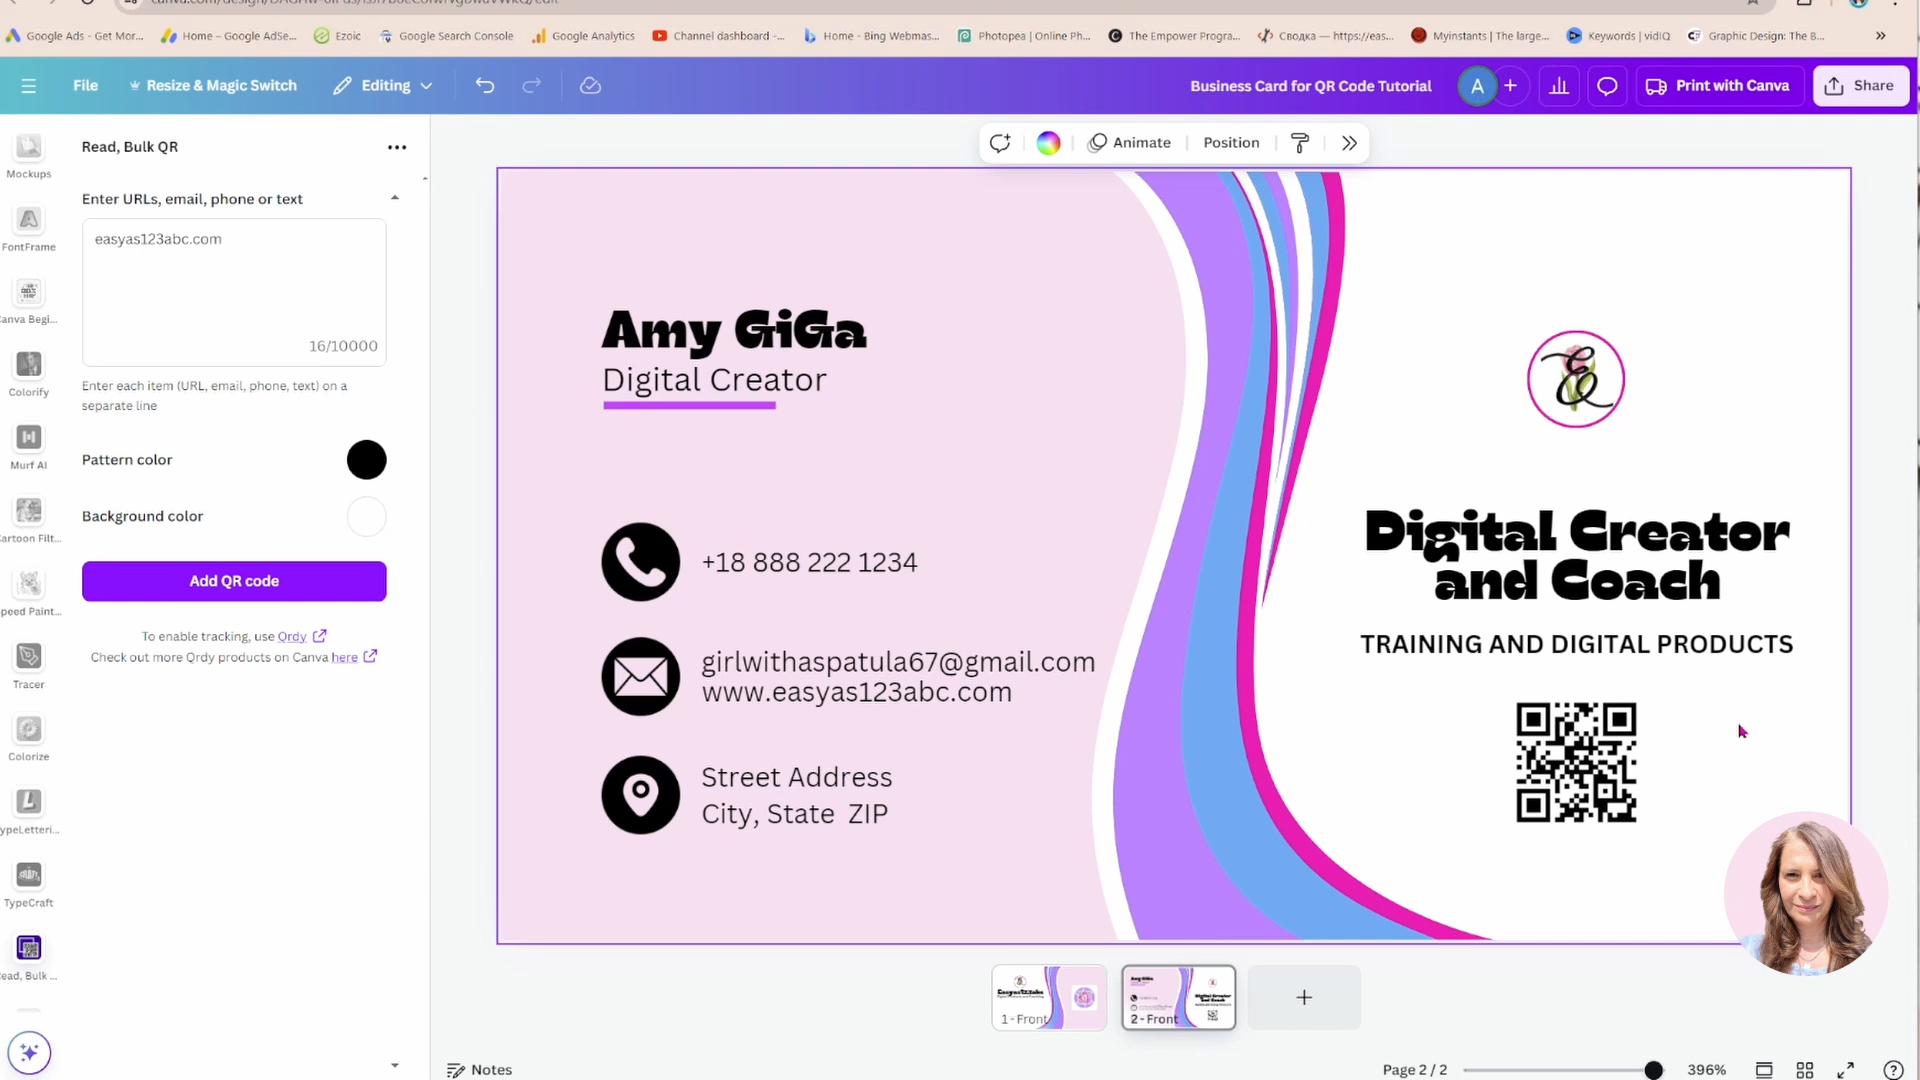 Google Ads - Get Mor...
Home – Google AdSe...
Ezoic
Google Search Console
Google Analytics
Channel dashboard -...
Home - Bing Webmas...
Photopea | Online Ph...
The Empower Progra...
Сводка — https://eas...
Myinstants | The large...
Keywords | vidIQ
Graphic Design: The B...
File
Resize & Magic Switch
Editing
Business Card for QR Code Tutorial
A
Print with Canva
Share
Mockups
FontFrame
Colorify
Murf AI
Tracer
Colorize
TypeCraft
Read, Bulk QR
Enter URLs, email, phone or text
easyas123abc.com
16/10000
Enter each item (URL, email, phone, text) on a
separate line
Pattern color
Background color
Add QR code
To enable tracking, use Qrdy
Check out more Qrdy products on Canva here
Animate
Position
Amy GiGa
Digital Creator
+18 888 222 1234
girlwithaspatula67@gmail.com
www.easyas123abc.com
Street Address
City, State ZIP
E
Digital Creator
and Coach
TRAINING AND DIGITAL PRODUCTS
1 - Front
2 - Front
Notes
Page 2 / 2
396%